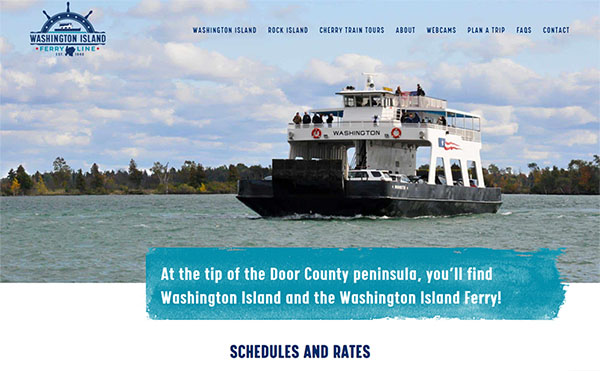 WASHINGTON ISLAND
FERRY LINE
EST. 1940
WASHINGTON ISLAND ROCK ISLAND CHERRY TRAIN TOURS ABOUT WEBCAMS PLAN A TRIP FAQS CONTACT
WASHINGTON
At the tip of the Door County peninsula, you'll find
Washington Island and the Washington Island Ferry!
SCHEDULES AND RATES